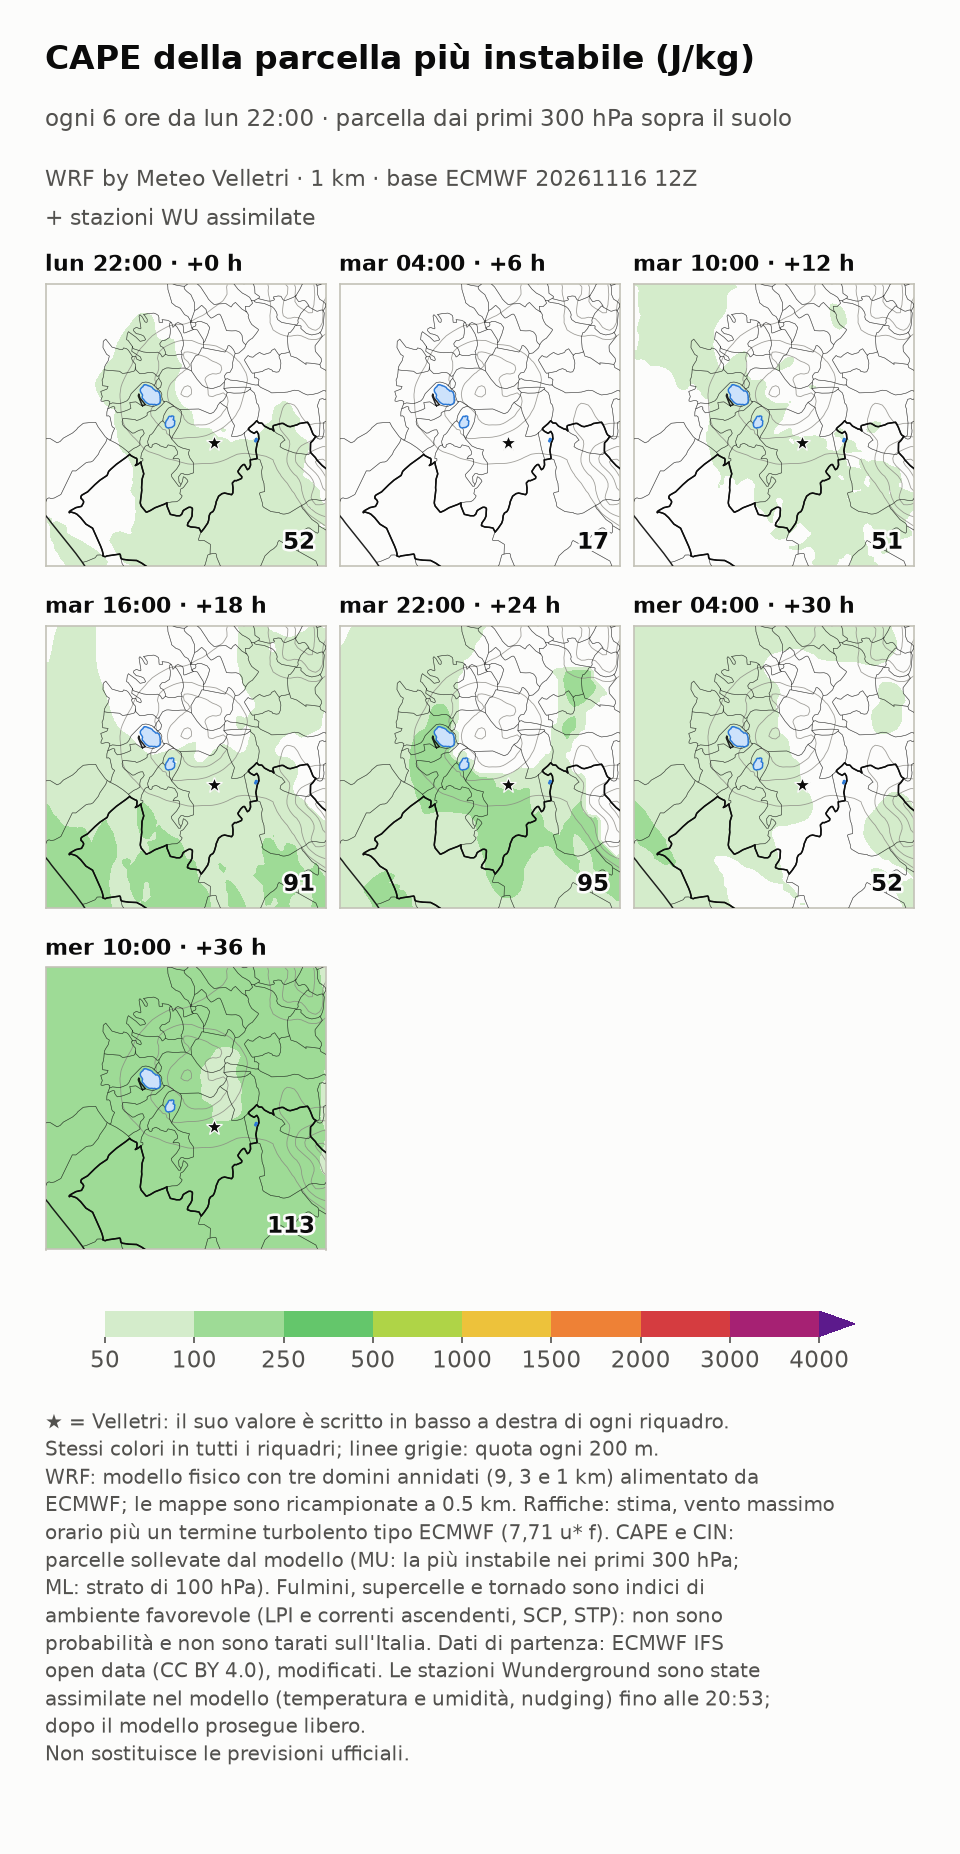 CAPE della parcella più instabile (J/kg)
ogni 6 ore da lun 22:00 · parcella dai primi 300 hPa sopra il suolo
WRF by Meteo Velletri · 1 km · base ECMWF 20261116 12Z
+ stazioni WU assimilate
lun 22:00 · +0 h
mar 04:00 · +6 h
mar 10:00 · +12 h
52
17
51
mar 16:00 · +18 h
mar 22:00 · +24 h
mer 04:00 · +30 h
91
95
52
mer 10:00 · +36 h
113
50 100 250 500 1000 1500 2000 3000 4000
★ = Velletri: il suo valore è scritto in basso a destra di ogni riquadro.
Stessi colori in tutti i riquadri; linee grigie: quota ogni 200 m.
WRF: modello fisico con tre domini annidati (9, 3 e 1 km) alimentato da
ECMWF; le mappe sono ricampionate a 0.5 km. Raffiche: stima, vento massimo
orario più un termine turbolento tipo ECMWF (7,71 u* f). CAPE e CIN:
parcelle sollevate dal modello (MU: la più instabile nei primi 300 hPa;
ML: strato di 100 hPa). Fulmini, supercelle e tornado sono indici di
ambiente favorevole (LPI e correnti ascendenti, SCP, STP): non sono
probabilità e non sono tarati sull'Italia. Dati di partenza: ECMWF IFS
open data (CC BY 4.0), modificati. Le stazioni Wunderground sono state
assimilate nel modello (temperatura e umidità, nudging) fino alle 20:53;
dopo il modello prosegue libero.
Non sostituisce le previsioni ufficiali.